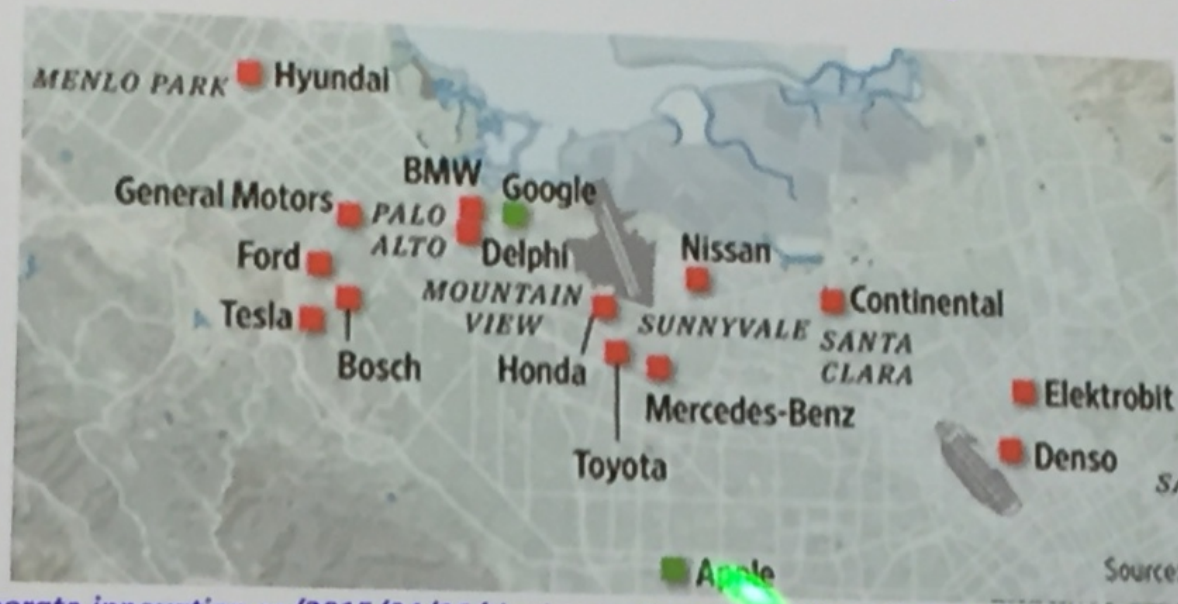 MENLO PARK
Hyundai
BMW
Google
General Motors
PALO
ALTO
Ford
Delphi
Nissan
MOUNTAIN
VIEW
Continental
Tesla
SUNNYVALE
SANTA
CLARA
Bosch
Honda
Elektrobit
Mercedes-Benz
Denso
Toyota
Apple
Source